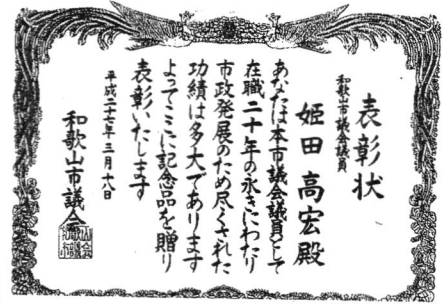 表彰状
和歌山市議会議員
姫田高宏殿
あなたは本市議会議員として
在職二十年の永きにわたり
市政発展のため尽くされた
功績は多大であります
よってここに記念品を贈り
表彰いたします
平成二十七年三月十八日
和歌山市議会